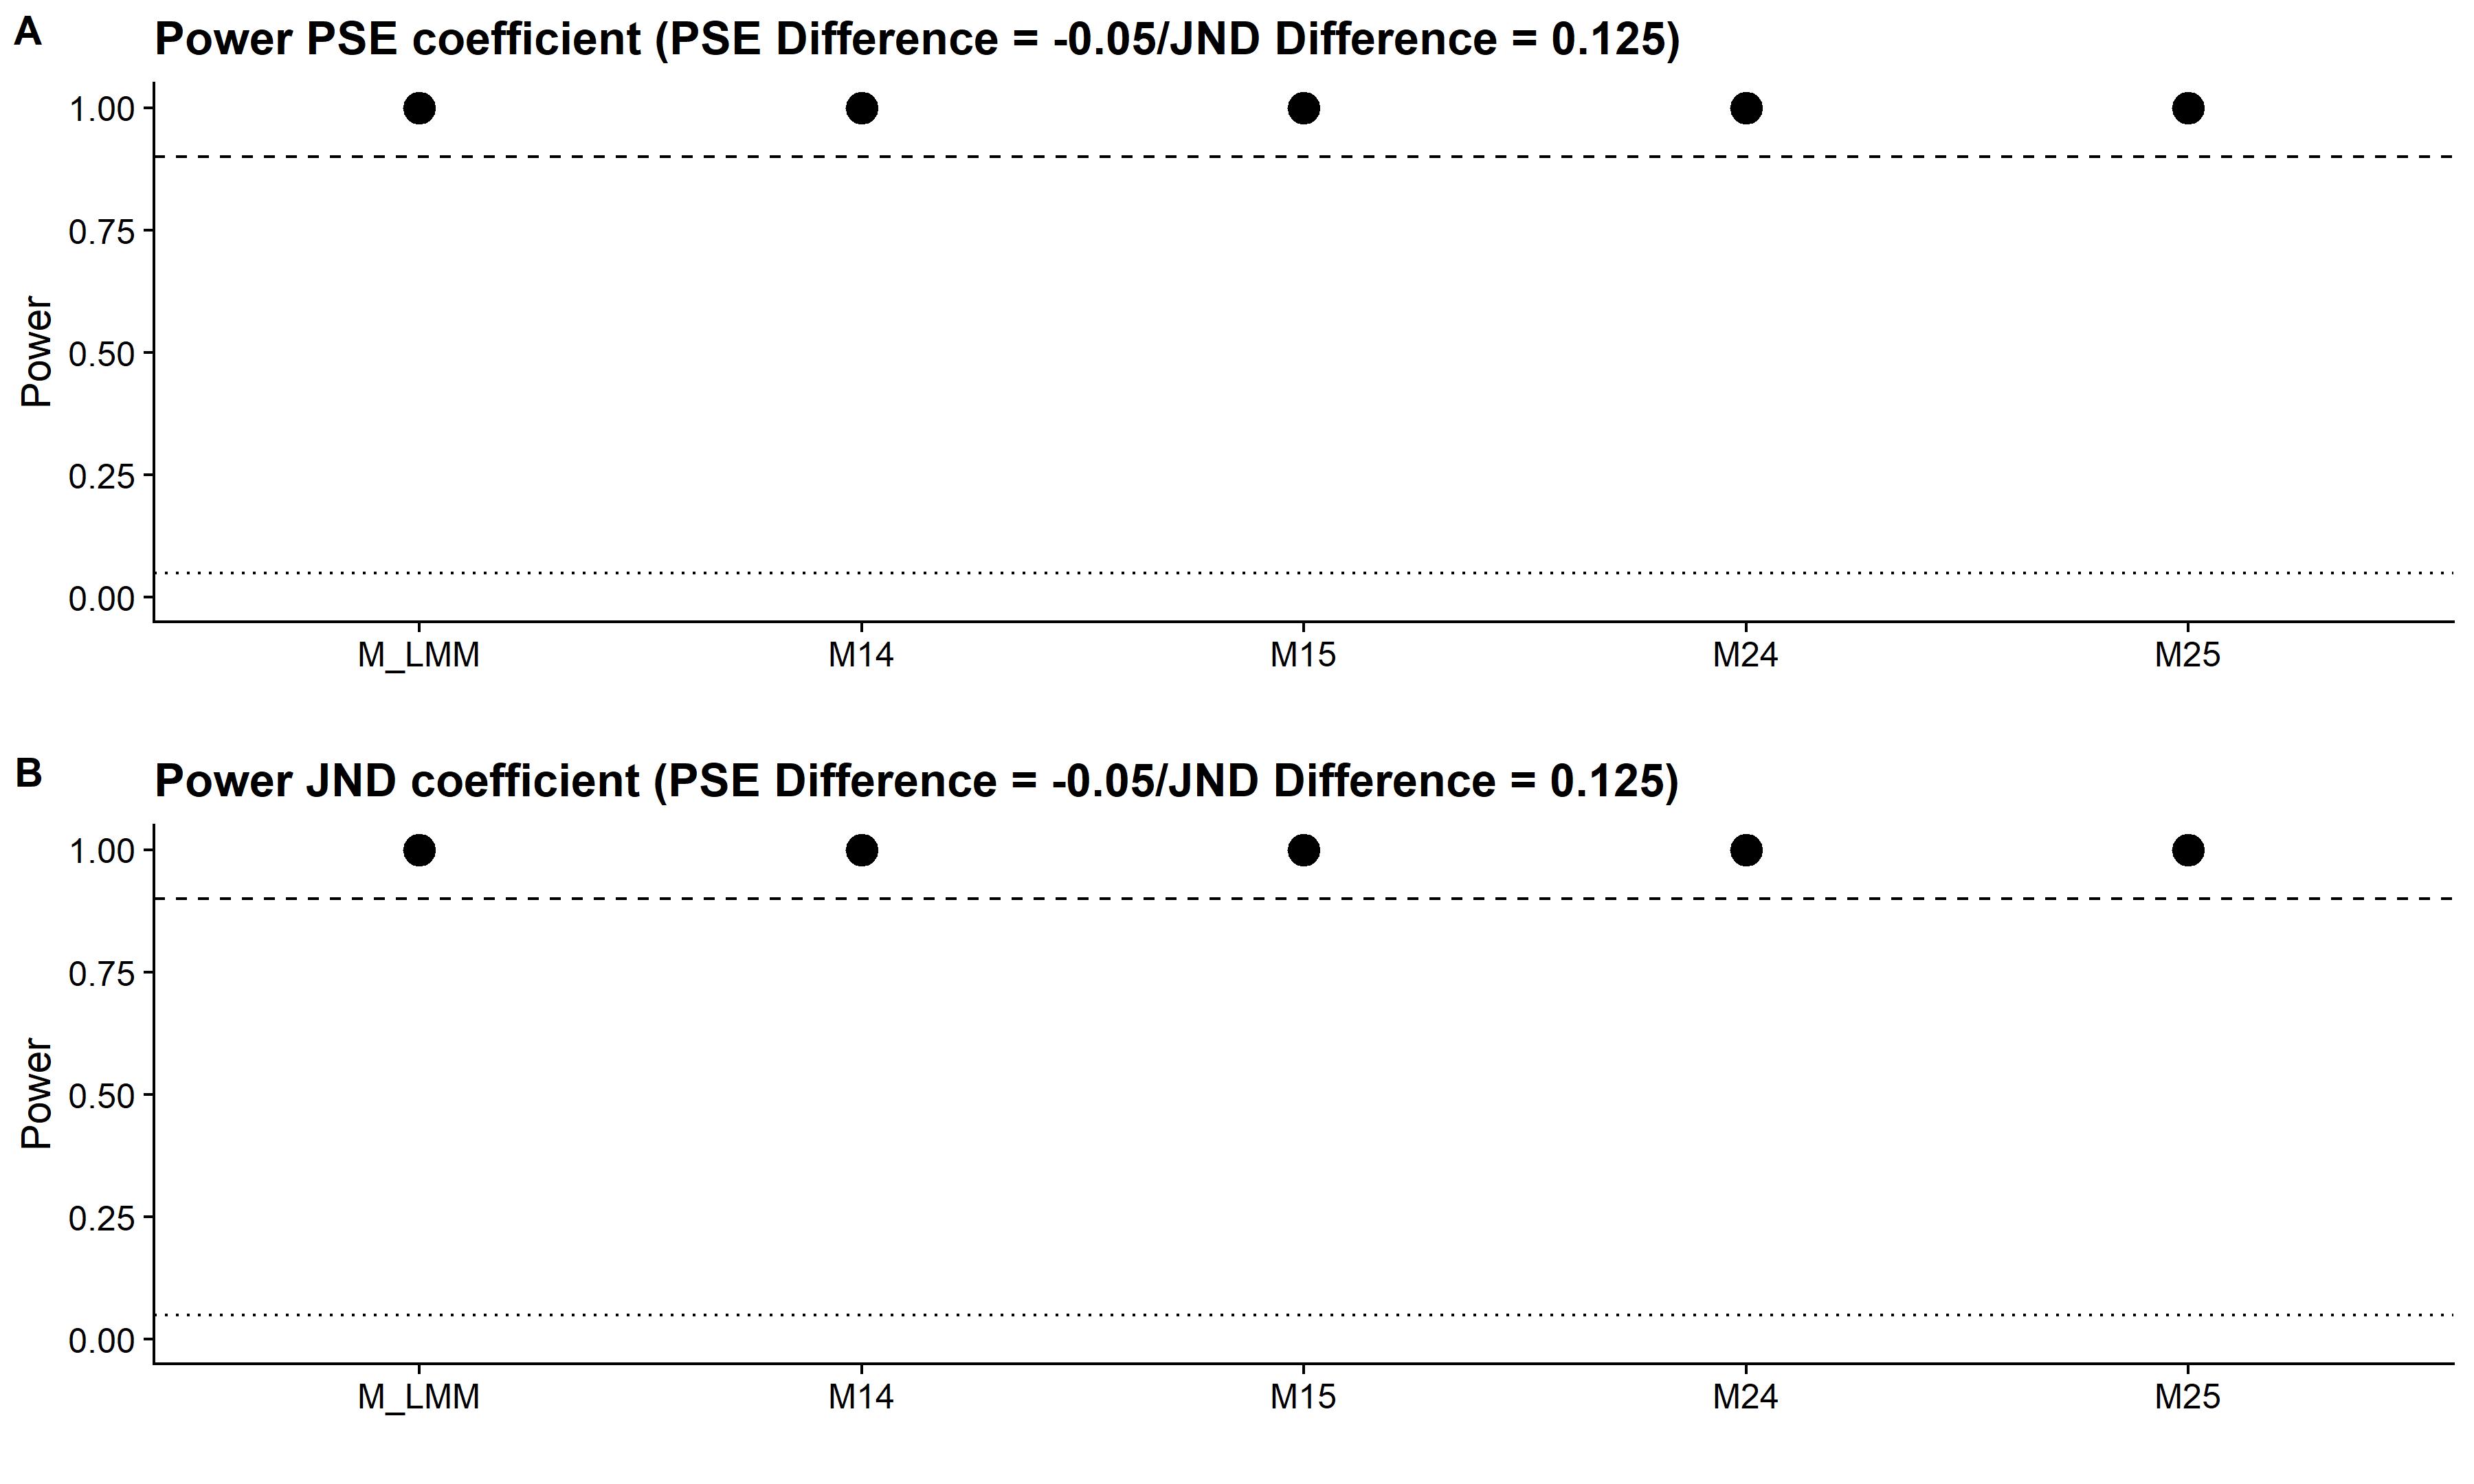 A
Power PSE coefficient (PSE Difference = -0.05/JND Difference = 0.125)
1.00
0.75
0.50
0.25
0.00
Power
M_LMM M14 M15 M24 M25
B
Power JND coefficient (PSE Difference = -0.05/JND Difference = 0.125)
1.00
0.75
0.50
0.25
0.00
Power
M_LMM M14 M15 M24 M25